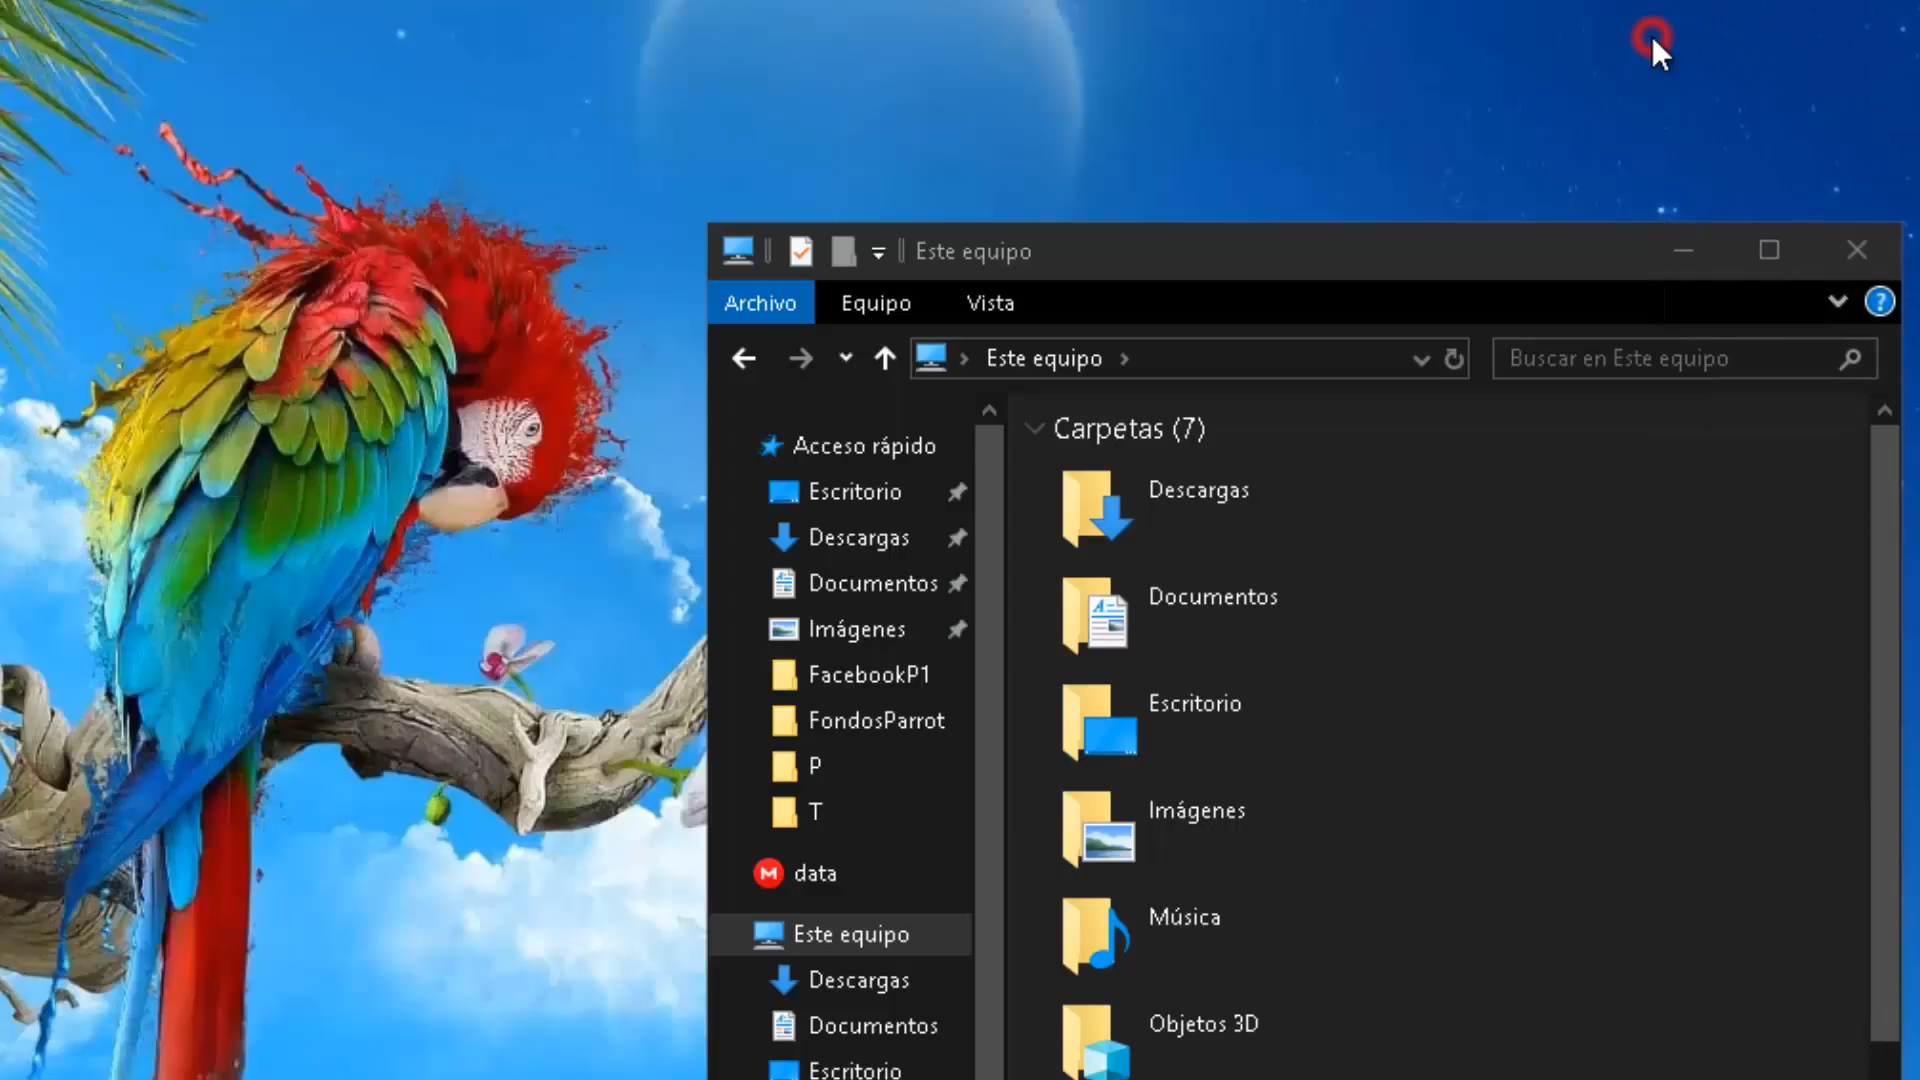 Este equipo
Archivo Equipo Vista
?
Este equipo
Buscar en Este equipo
Acceso rápido
Escritorio
Descargas
Documentos
Imágenes
FacebookP1
FondosParrot
P
T
M data
Este equipo
Descargas
Documentos
Escritorio
Carpetas (7)
Descargas
Documentos
Escritorio
Imágenes
Música
Objetos 3D